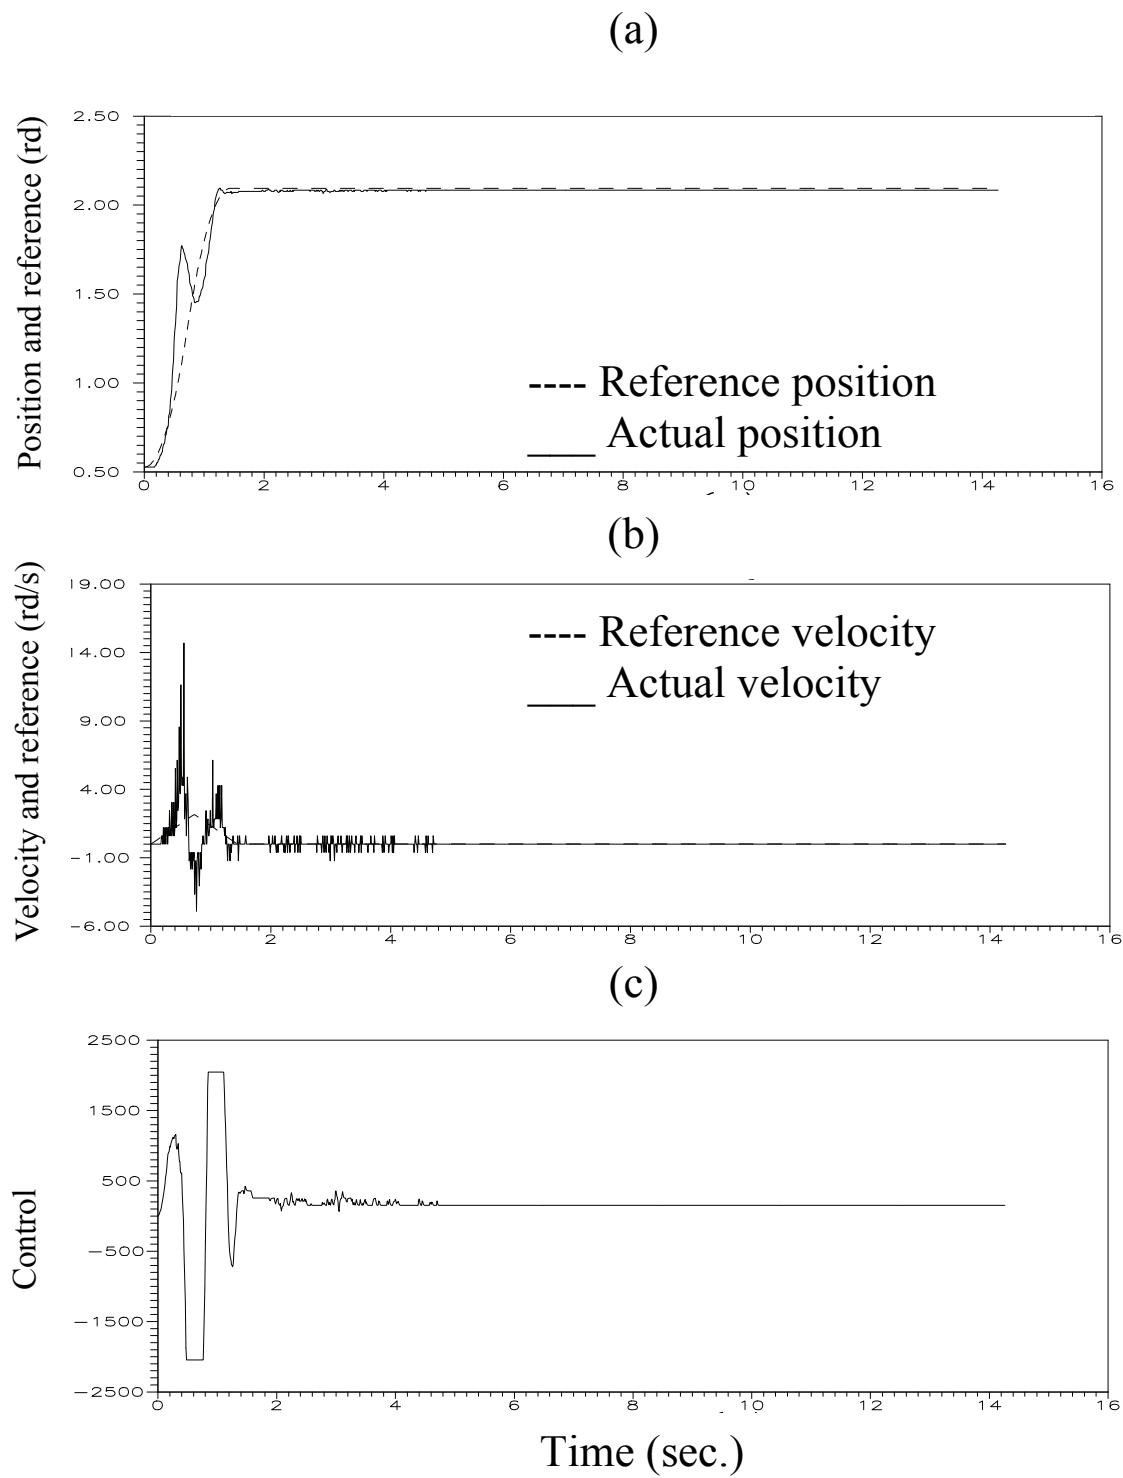 (a)
Position and reference (rd)
2.50
2.00
1.50
1.00
0.50
---- Reference position
____ Actual position
0 2 4 6 8 10 12 14 16
(b)
Velocity and reference (rd/s)
19.00
14.00
9.00
4.00
-1.00
-6.00
---- Reference velocity
____ Actual velocity
0 2 4 6 8 10 12 14 16
(c)
Control
2500
1500
500
-500
-1500
-2500
0 2 4 6 8 10 12 14 16
Time (sec.)